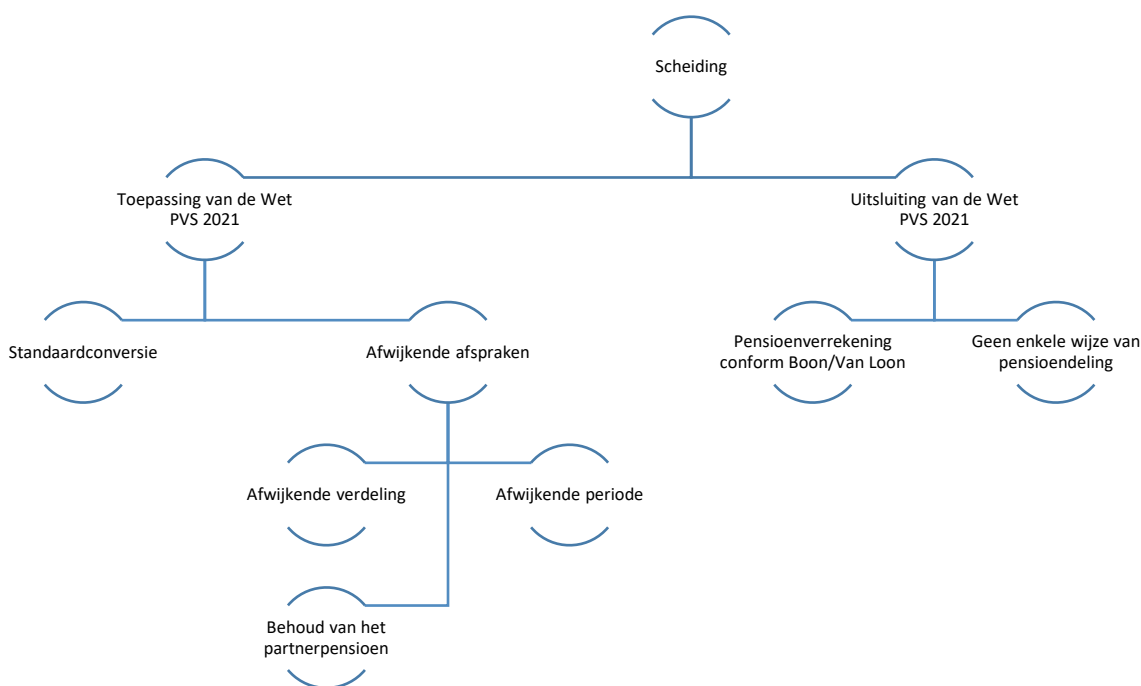 Scheiding
Toepassing van de Wet
PVS 2021
Uitsluiting van de Wet
PVS 2021
Standaardconversie
Afwijkende afspraken
Pensioenverrekening
conform Boon/Van Loon
Geen enkele wijze van
pensioendeling
Afwijkende verdeling
Afwijkende periode
Behoud van het
partnerpensioen